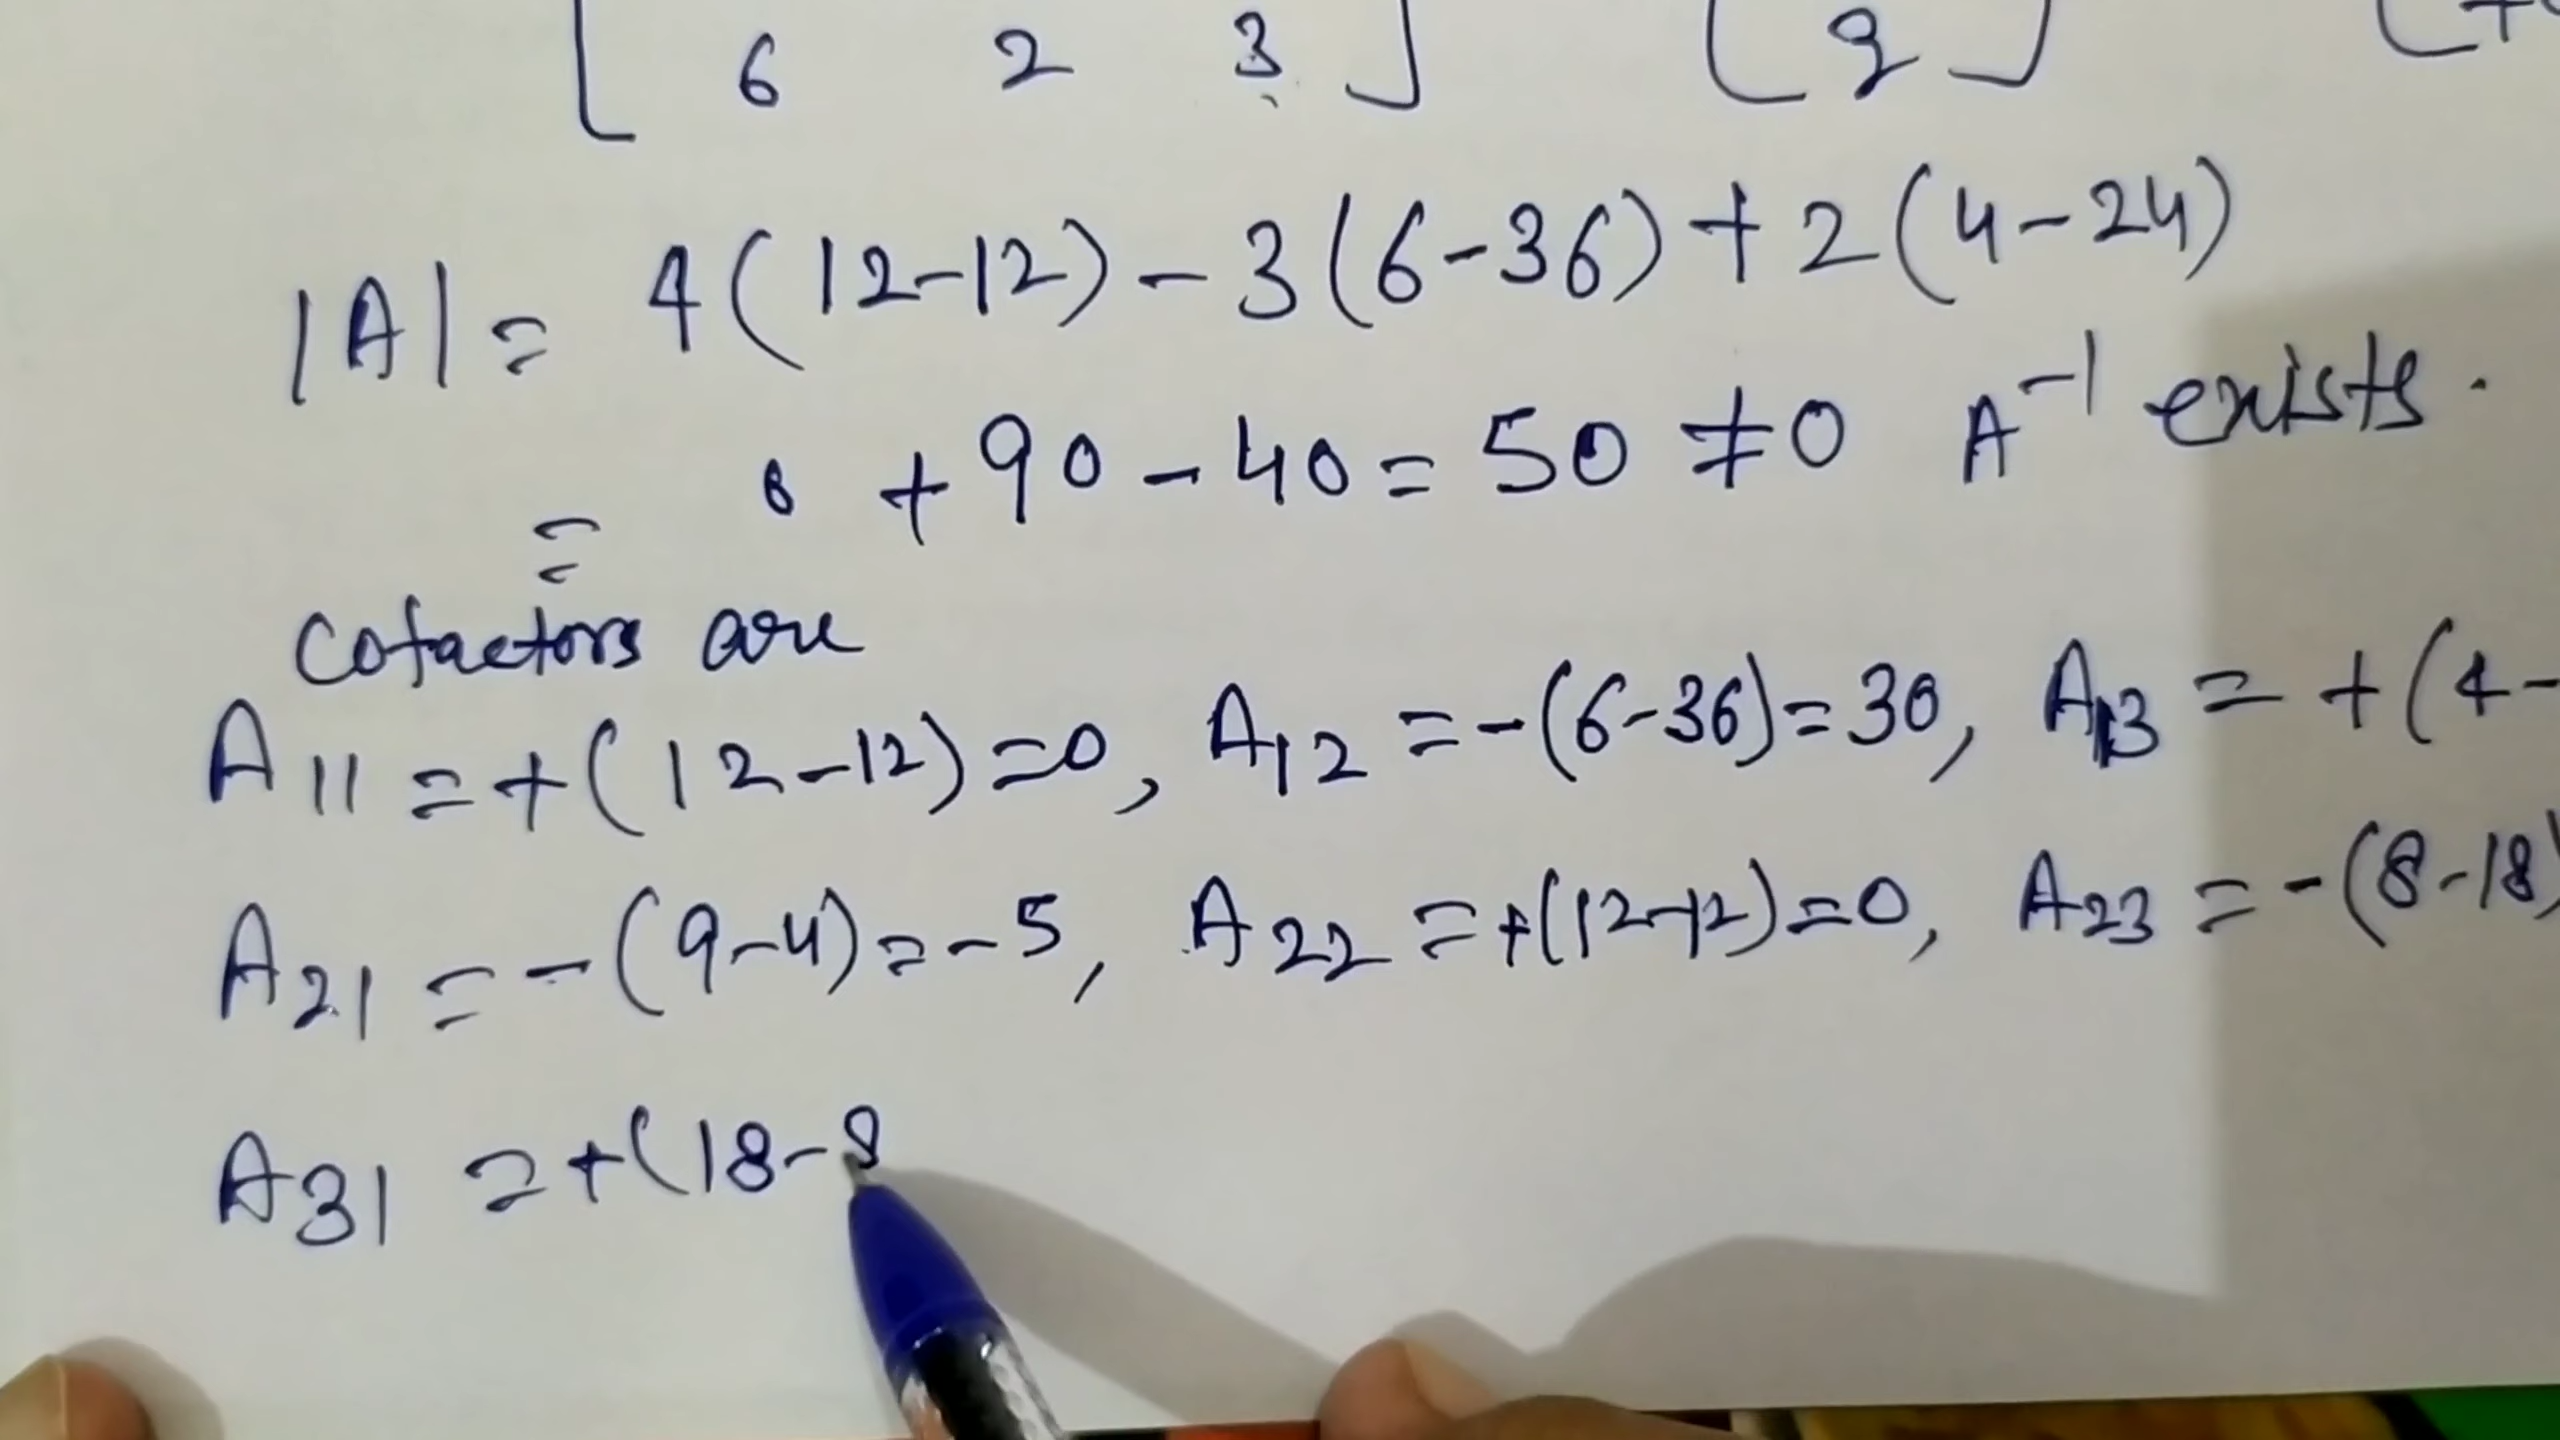 [ 6 2 3 ] [ z ] [
|A| = 4(12-12) - 3(6-36) + 2(4-24)
= 0 + 90 - 40 = 50 ≠ 0 A⁻¹ exists.
Cofactors are
A₁₁ = +(12-12) = 0, A₁₂ = -(6-36) = 30, A₁₃ = +(4-
A₂₁ = -(9-4) = -5, A₂₂ = +(12-12) = 0, A₂₃ = -(8-18)
A₃₁ = +(18-8